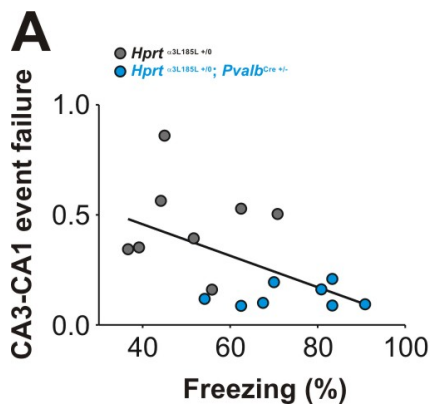 A
Hprt α3L185L +/0
Hprt α3L185L +/0; Pvalb Cre +/-
CA3-CA1 event failure
1.0
0.5
0.0
40 60 80 100
Freezing (%)